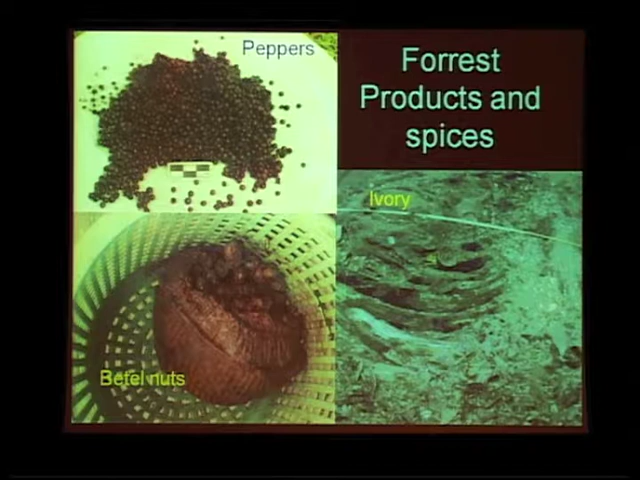 Peppers
Forrest
Products and
spices
Ivory
Betel nuts